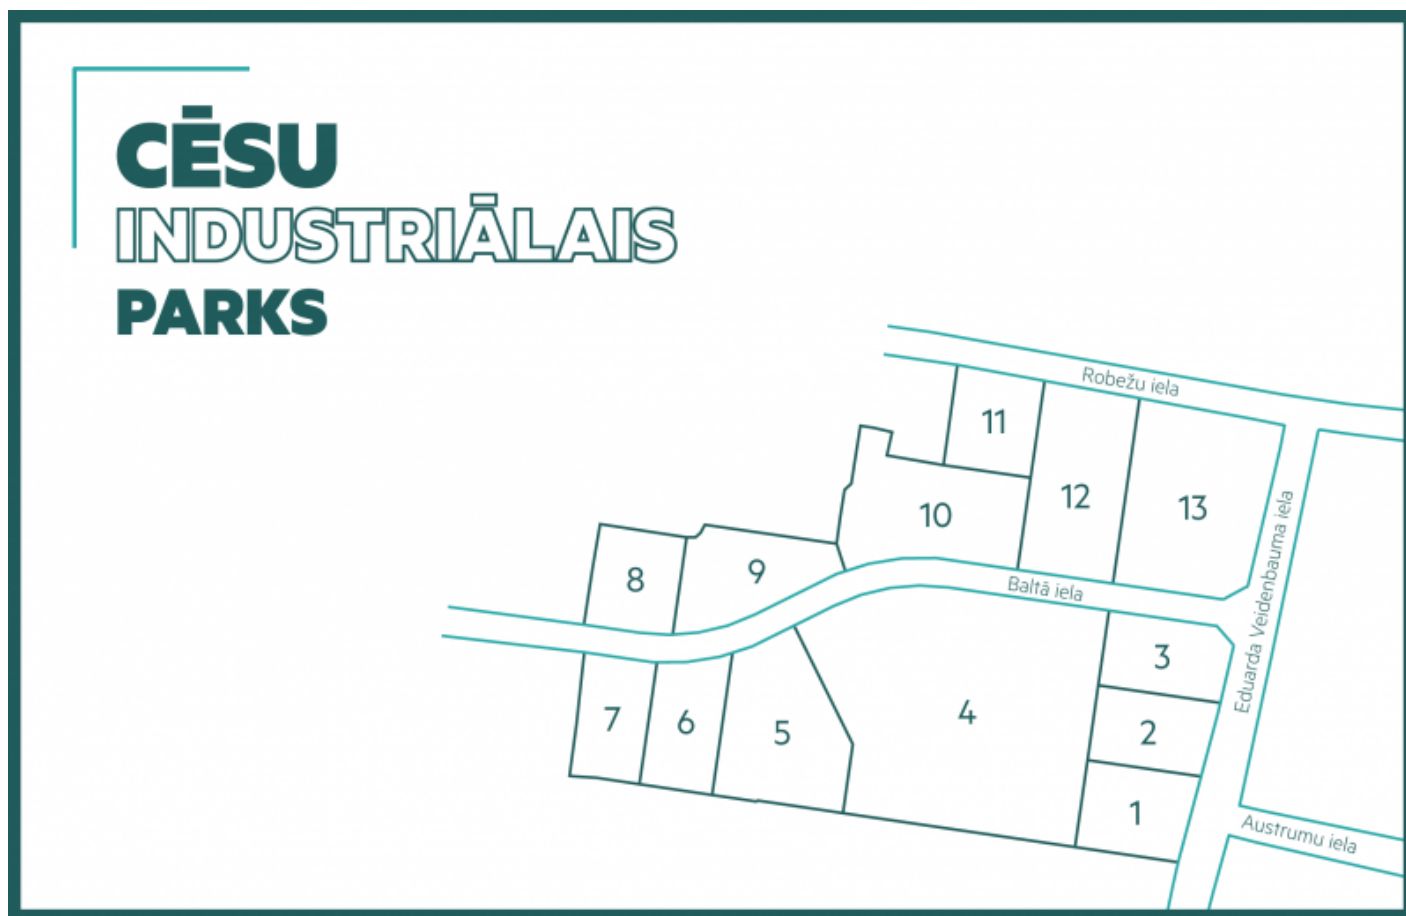 CĒSU
INDUSTRIĀLAIS
PARKS
Robežu iela
11
12
13
10
Eduarda Veidenbauma iela
8
9
Baltā iela
3
7
6
5
4
2
1
Austrumu iela